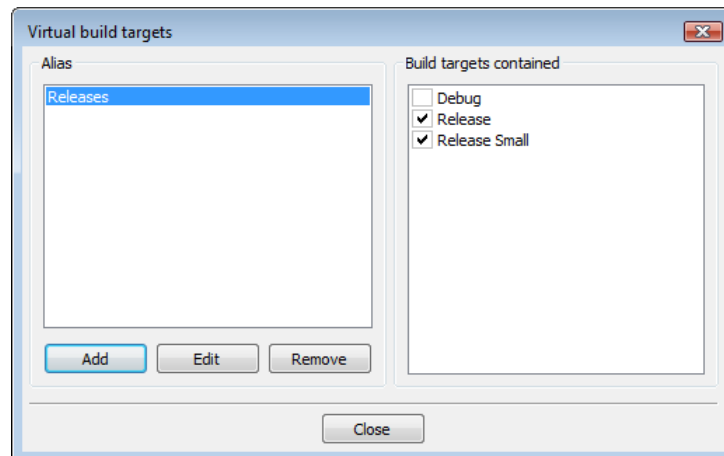 Virtual build targets
Alias
Releases
Add
Edit
Remove
Build targets contained
Debug
Release
Release Small
Close